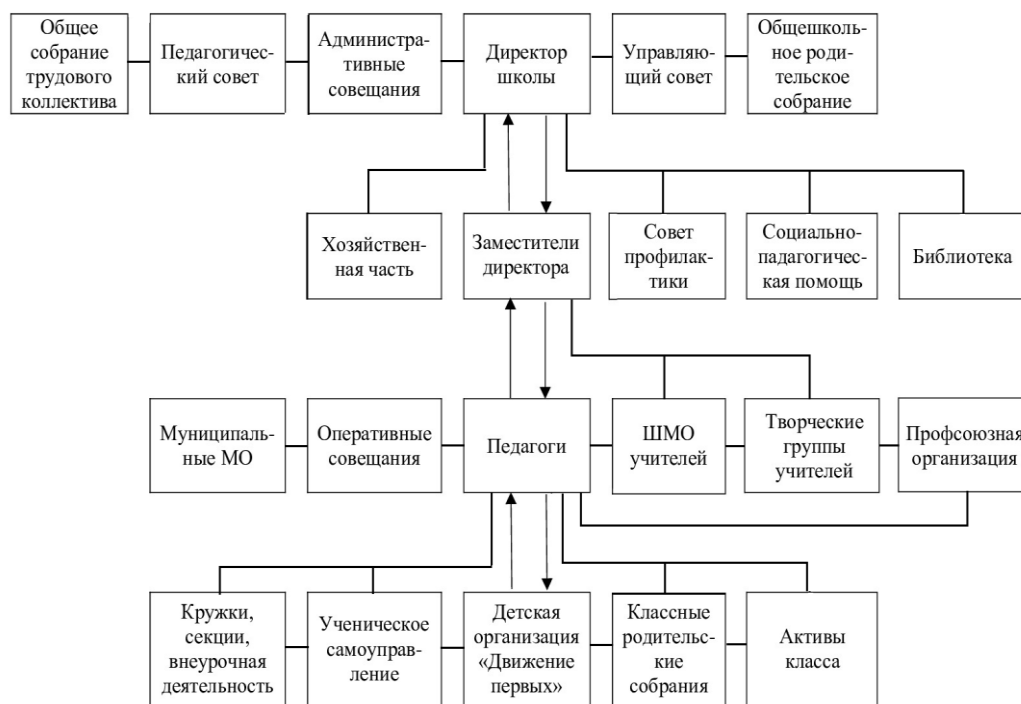 Общее
собрание
трудового
коллектива
Педагогичес-
кий совет
Административ-
ные
совещания
Директор
школы
Управляю-
щий совет
Общешколь-
ное роди-
тельское
собрание
Хозяйствен-
ная часть
Заместители
директора
Совет
профилак-
тики
Социально-
падагогичес-
кая помощь
Библиотека
Муниципаль-
ные МО
Оперативные
совещания
Педагоги
ШМО
учителей
Творческие
группы
учителей
Профсоюзная
организация
Кружки,
секции,
внеурочная
деятельность
Ученическое
самоуправ-
ление
Детская
организация
«Движение
первых»
Классные
родительс-
кие
собрания
Активы
класса